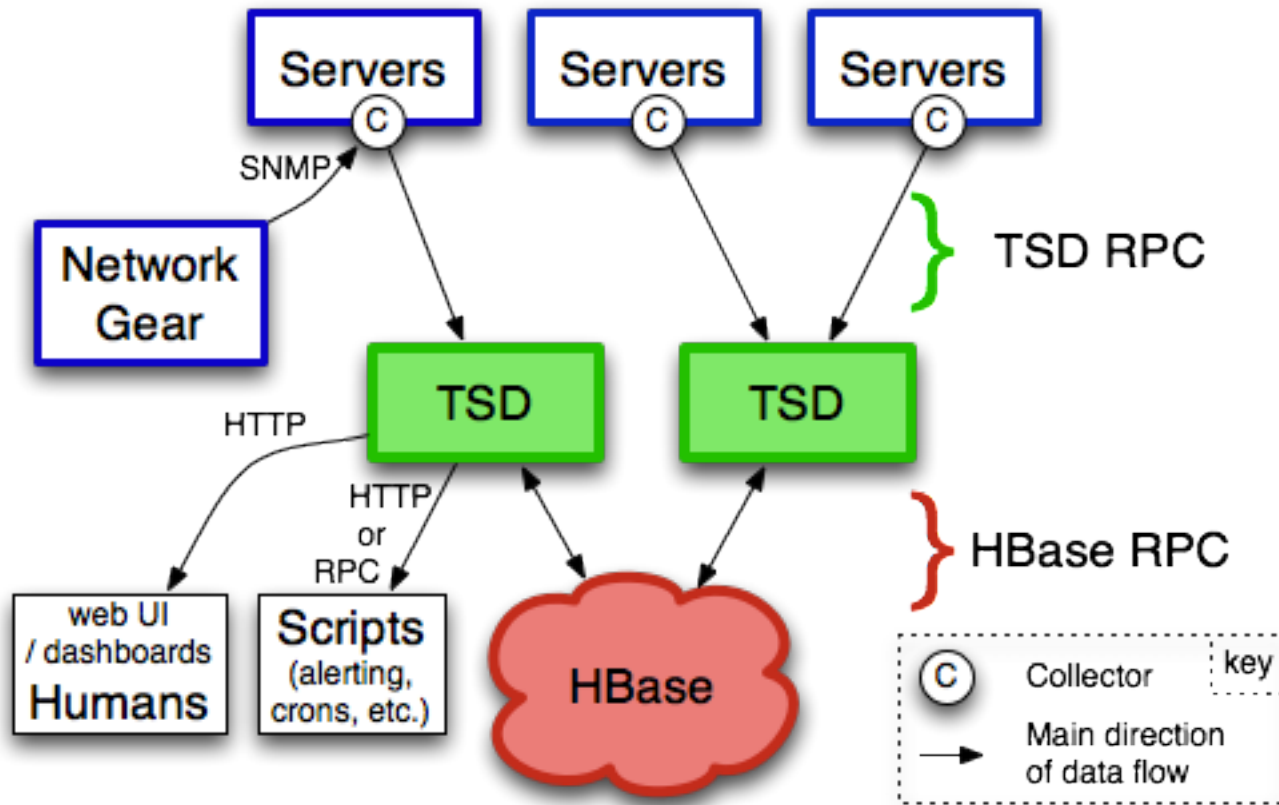 Servers
Servers
Servers
C
C
C
SNMP
Network
Gear
TSD RPC
TSD
TSD
HTTP
HTTP
or
RPC
HBase RPC
web UI
/ dashboards
Humans
Scripts
(alerting,
crons, etc.)
HBase
key
C
Collector
Main direction
of data flow